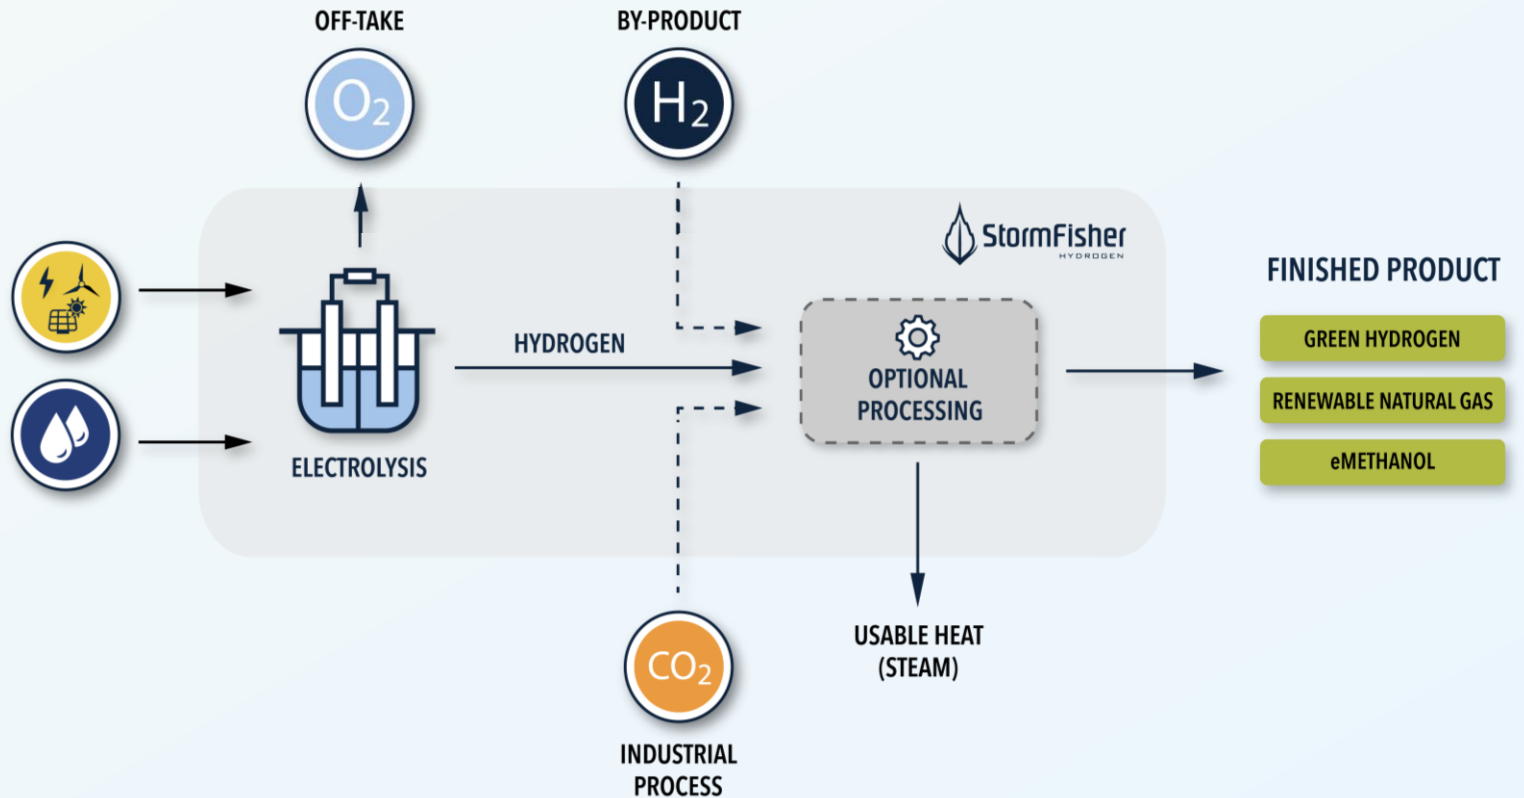 OFF-TAKE
BY-PRODUCT
O₂
H₂
StormFisher
HYDROGEN
FINISHED PRODUCT
HYDROGEN
GREEN HYDROGEN
OPTIONAL
PROCESSING
RENEWABLE NATURAL GAS
ELECTROLYSIS
eMETHANOL
USABLE HEAT
(STEAM)
CO₂
INDUSTRIAL
PROCESS